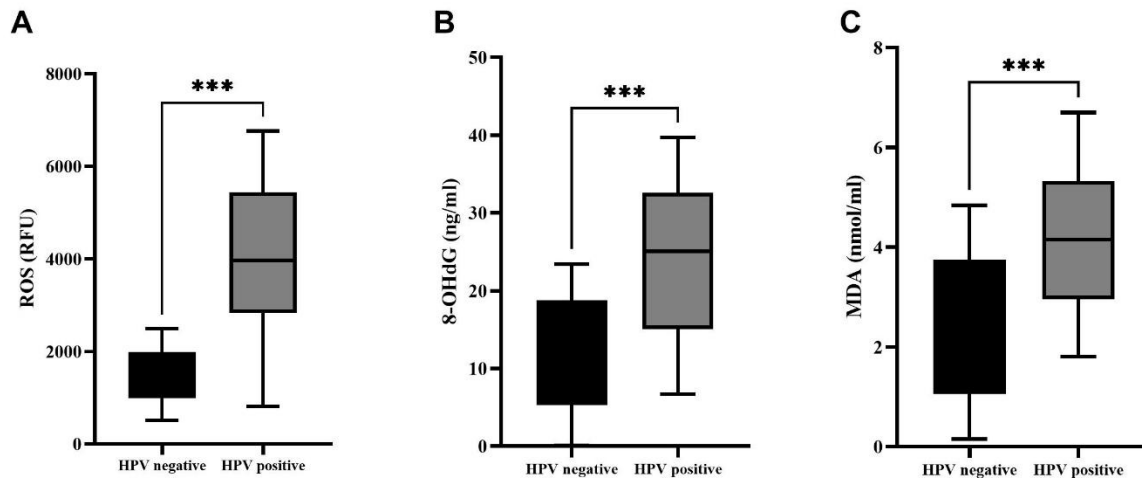 A
ROS (RFU)
8000
6000
4000
2000
0
***
HPV negative
HPV positive
B
8-OHdG (ng/ml)
50
40
30
20
10
0
***
HPV negative
HPV positive
C
MDA (nmol/ml)
8
6
4
2
0
***
HPV negative
HPV positive